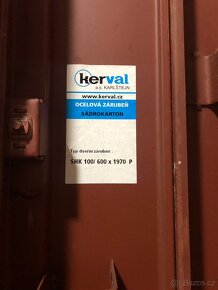 kerval
a.s. KARLŠTEJN
www.kerval.cz
OCELOVÁ ZÁRUBEŇ
SÁDROKARTON
Typ dveřní zárubně :
SHK 100/ 600 x 1970 P
Bazos.cz